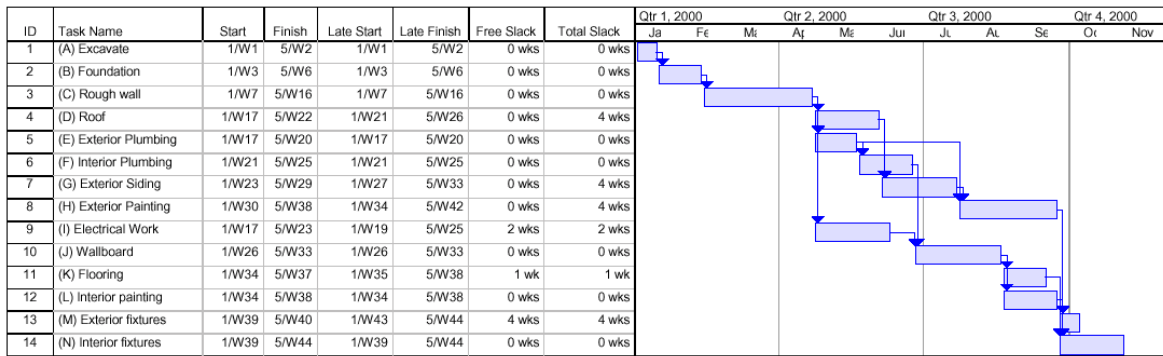 Qtr 1, 2000 Qtr 2, 2000 Qtr 3, 2000 Qtr 4, 2000
ID Task Name Start Finish Late Start Late Finish Free Slack Total Slack Ja Fe Ma Ap Ma Jun Ju Au Se Oc Nov
1 (A) Excavate 1/W1 5/W2 1/W1 5/W2 0 wks 0 wks
2 (B) Foundation 1/W3 5/W6 1/W3 5/W6 0 wks 0 wks
3 (C) Rough wall 1/W7 5/W16 1/W7 5/W16 0 wks 0 wks
4 (D) Roof 1/W17 5/W22 1/W21 5/W26 0 wks 4 wks
5 (E) Exterior Plumbing 1/W17 5/W20 1/W17 5/W20 0 wks 0 wks
6 (F) Interior Plumbing 1/W21 5/W25 1/W21 5/W25 0 wks 0 wks
7 (G) Exterior Siding 1/W23 5/W29 1/W27 5/W33 0 wks 4 wks
8 (H) Exterior Painting 1/W30 5/W38 1/W34 5/W42 0 wks 4 wks
9 (I) Electrical Work 1/W17 5/W23 1/W19 5/W25 2 wks 2 wks
10 (J) Wallboard 1/W26 5/W33 1/W26 5/W33 0 wks 0 wks
11 (K) Flooring 1/W34 5/W37 1/W35 5/W38 1 wk 1 wk
12 (L) Interior painting 1/W34 5/W38 1/W34 5/W38 0 wks 0 wks
13 (M) Exterior fixtures 1/W39 5/W40 1/W43 5/W44 4 wks 4 wks
14 (N) Interior fixtures 1/W39 5/W44 1/W39 5/W44 0 wks 0 wks